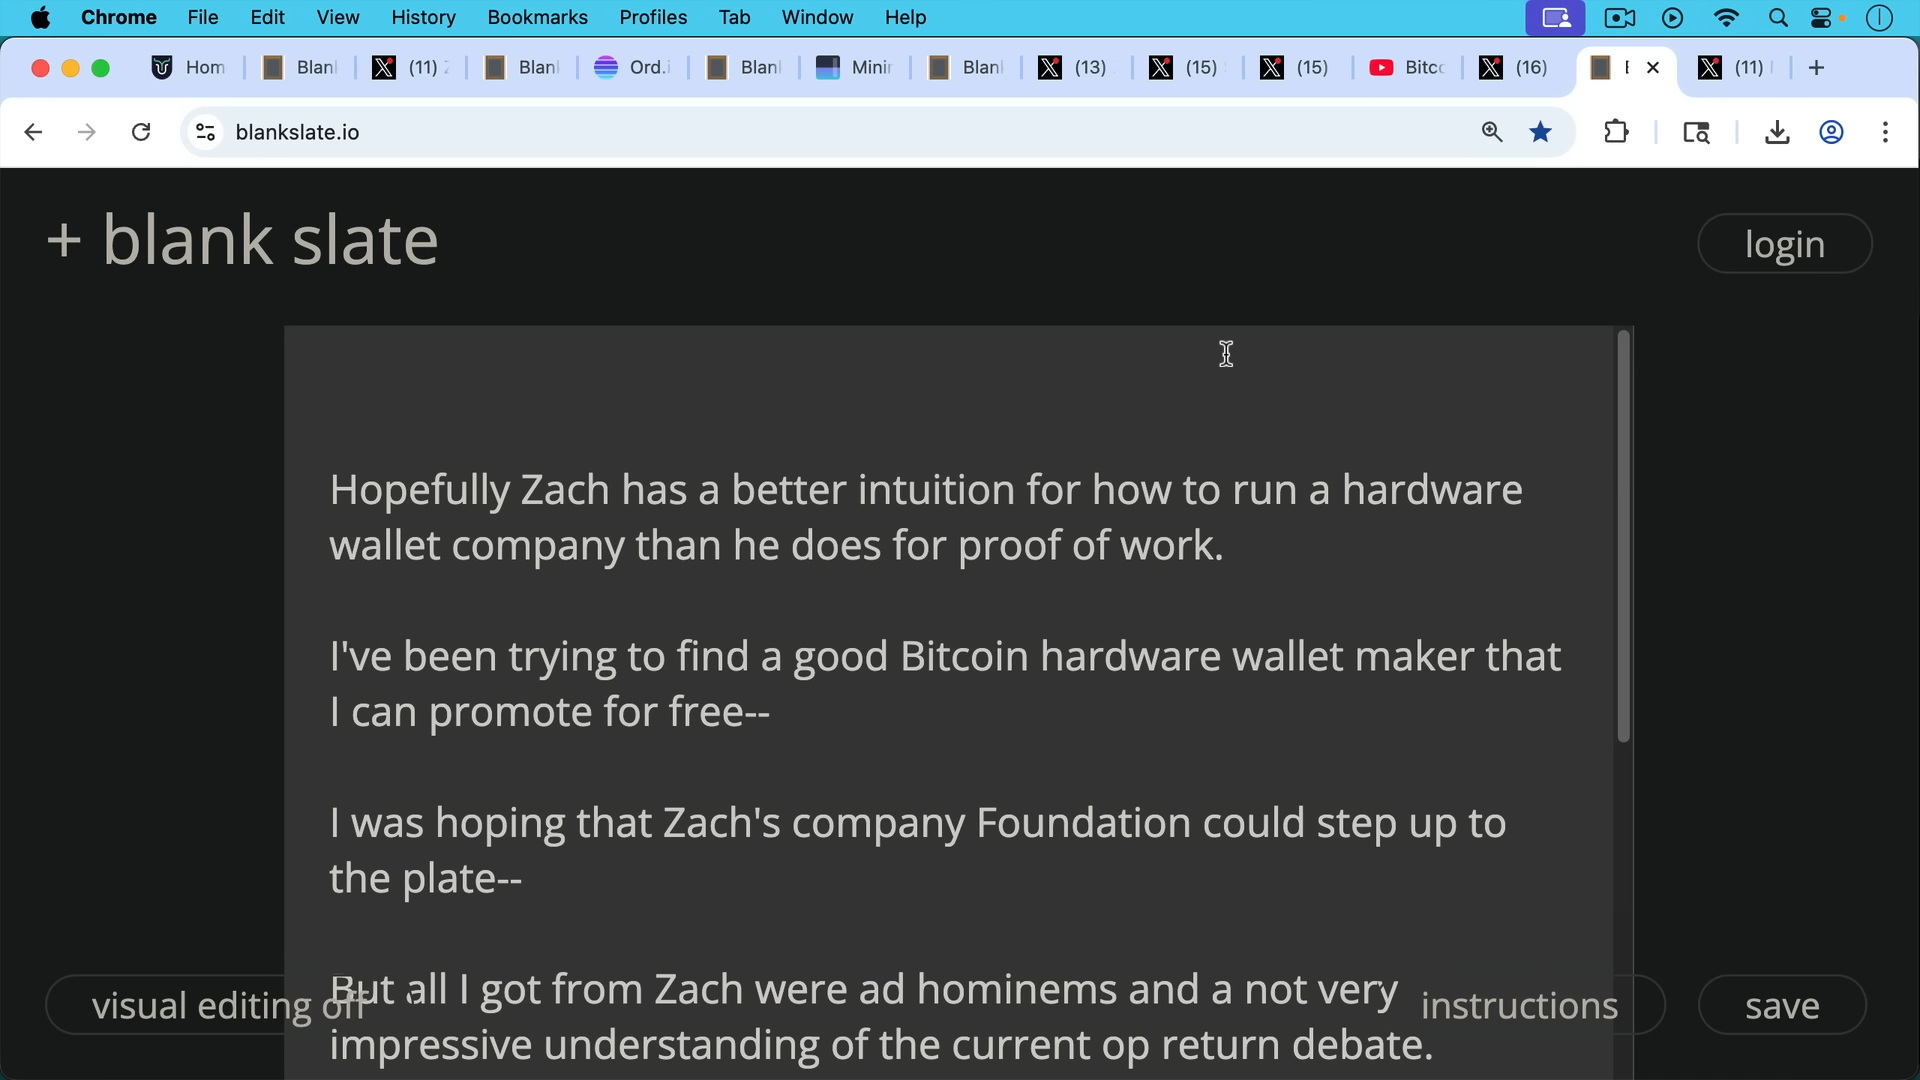 Chrome File Edit View History Bookmarks Profiles Tab Window Help
Hom Blan (11) Blan Ord.i Blan Minin Blan (13) (15) (15) Bitco (16) (11)
blankslate.io
+ blank slate
login
Hopefully Zach has a better intuition for how to run a hardware
wallet company than he does for proof of work.
I've been trying to find a good Bitcoin hardware wallet maker that
I can promote for free--
I was hoping that Zach's company Foundation could step up to
the plate--
But all I got from Zach were ad hominems and a not very
impressive understanding of the current op return debate.
visual editing off
instructions
save